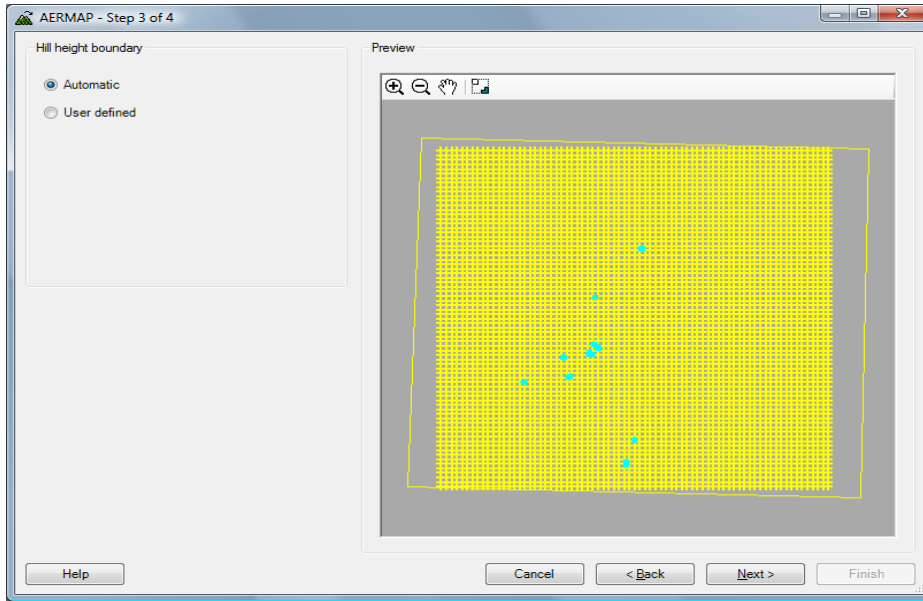 AERMAP - Step 3 of 4
Hill height boundary
Automatic
User defined
Preview
Help
Cancel
< Back
Next >
Finish